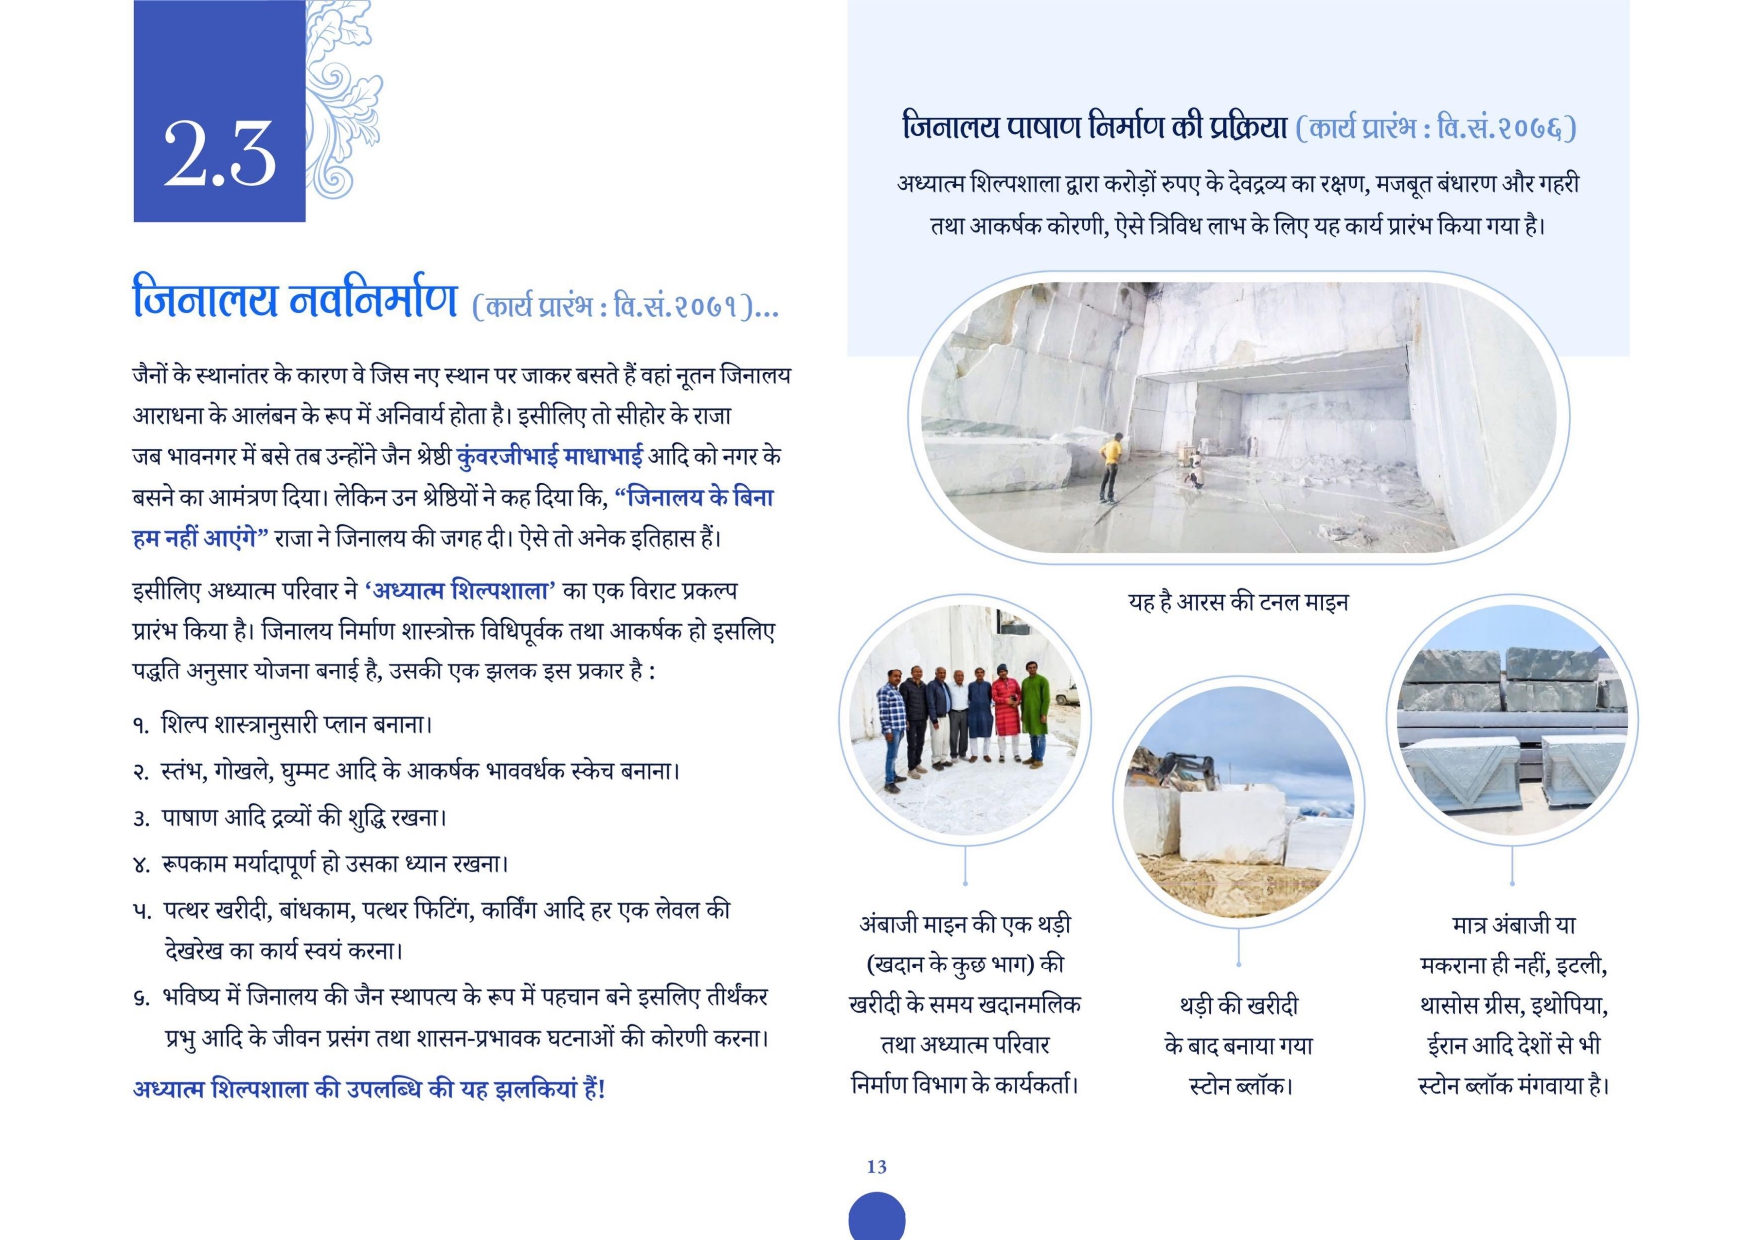 2.3
जिनालय नवनिर्माण (कार्य प्रारंभ : वि.सं.२०७१)...
जैनों के स्थानांतर के कारण वे जिस नए स्थान पर जाकर बसते हैं वहां नूतन जिनालय
आराधना के आलंबन के रूप में अनिवार्य होता है। इसीलिए तो सीहोर के राजा
जब भावनगर में बसे तब उन्होंने जैन श्रेष्ठी कुंवरजीभाई माधाभाई आदि को नगर के
बसने का आमंत्रण दिया। लेकिन उन श्रेष्ठियों ने कह दिया कि, “जिनालय के बिना
हम नहीं आएंगे” राजा ने जिनालय की जगह दी। ऐसे तो अनेक इतिहास हैं।
इसीलिए अध्यात्म परिवार ने ‘अध्यात्म शिल्पशाला’ का एक विराट प्रकल्प
प्रारंभ किया है। जिनालय निर्माण शास्त्रोक्त विधिपूर्वक तथा आकर्षक हो इसलिए
पद्धति अनुसार योजना बनाई है, उसकी एक झलक इस प्रकार है :
१. शिल्प शास्त्रानुसारी प्लान बनाना।
२. स्तंभ, गोखले, घुम्मट आदि के आकर्षक भाववर्धक स्केच बनाना।
३. पाषाण आदि द्रव्यों की शुद्धि रखना।
४. रूपकाम मर्यादापूर्ण हो उसका ध्यान रखना।
५. पत्थर खरीदी, बांधकाम, पत्थर फिटिंग, कार्विंग आदि हर एक लेवल की
देखरेख का कार्य स्वयं करना।
६. भविष्य में जिनालय की जैन स्थापत्य के रूप में पहचान बने इसलिए तीर्थंकर
प्रभु आदि के जीवन प्रसंग तथा शासन-प्रभावक घटनाओं की कोरणी करना।
अध्यात्म शिल्पशाला की उपलब्धि की यह झलकियां हैं!
जिनालय पाषाण निर्माण की प्रक्रिया (कार्य प्रारंभ : वि.सं.२०७६)
अध्यात्म शिल्पशाला द्वारा करोड़ों रुपए के देवद्रव्य का रक्षण, मजबूत बंधारण और गहरी
तथा आकर्षक कोरणी, ऐसे त्रिविध लाभ के लिए यह कार्य प्रारंभ किया गया है।
यह है आरस की टनल माइन
अंबाजी माइन की एक थड़ी
(खदान के कुछ भाग) की
खरीदी के समय खदानमलिक
तथा अध्यात्म परिवार
निर्माण विभाग के कार्यकर्ता।
थड़ी की खरीदी
के बाद बनाया गया
स्टोन ब्लॉक।
मात्र अंबाजी या
मकराना ही नहीं, इटली,
थासोस ग्रीस, इथोपिया,
ईरान आदि देशों से भी
स्टोन ब्लॉक मंगवाया है।
13